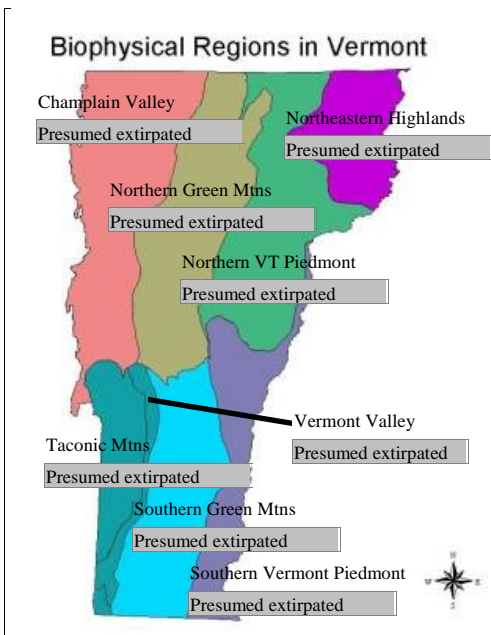 Biophysical Regions in Vermont
Champlain Valley
Presumed extirpated
Northeastern Highlands
Presumed extirpated
Northern Green Mtns
Presumed extirpated
Northern VT Piedmont
Presumed extirpated
Vermont Valley
Presumed extirpated
Taconic Mtns
Presumed extirpated
Southern Green Mtns
Presumed extirpated
Southern Vermont Piedmont
Presumed extirpated
N
W E
S